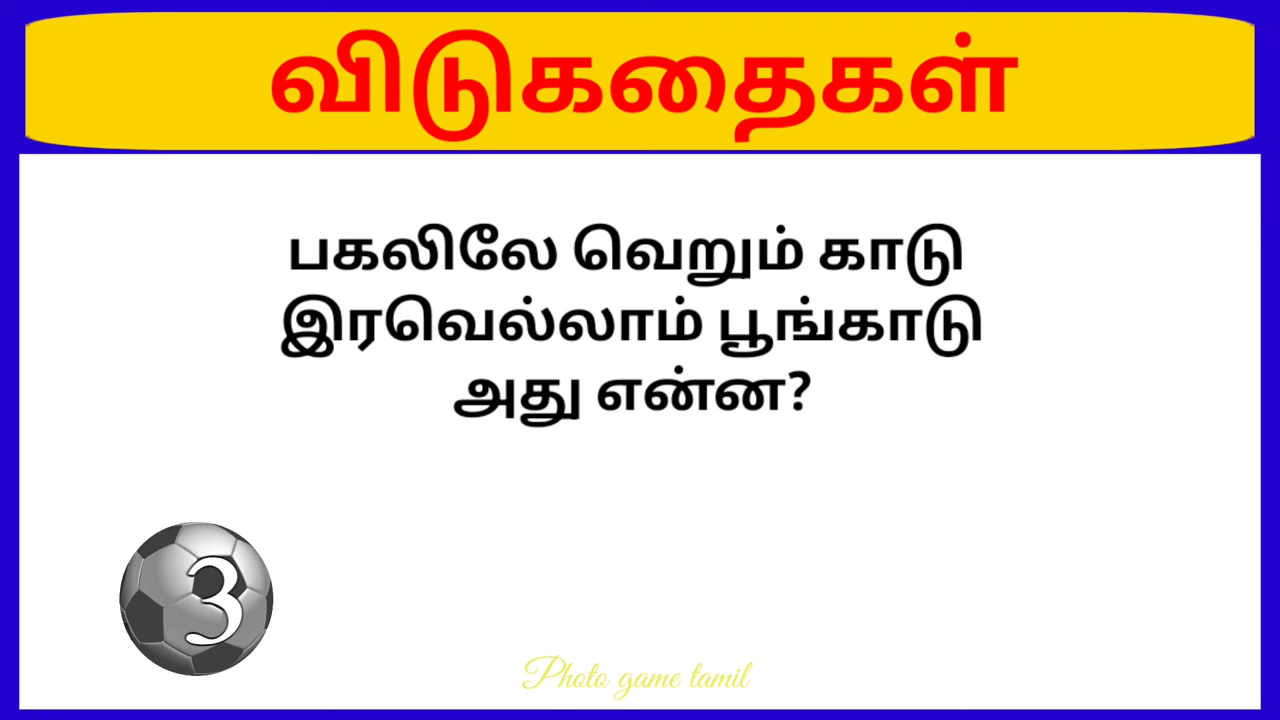 விடுகதைகள்
பகலிலே வெறும் காடு
இரவெல்லாம் பூங்காடு
அது என்ன?
3
Photo game tamil